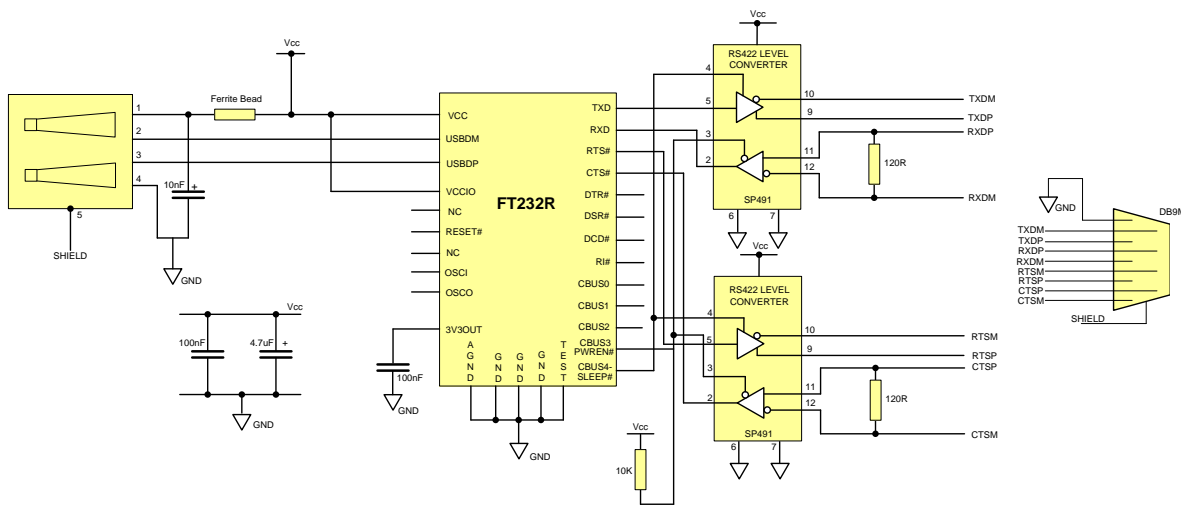 Vcc
Ferrite Bead
1
2
3
4
5
10nF
+
SHIELD
GND
Vcc
100nF
4.7uF
+
GND
FT232R
VCC
USBDM
USBDP
VCCIO
NC
RESET#
NC
OSCI
OSCO
3V3OUT
AGND
GND
GND
GND
TEST
TXD
RXD
RTS#
CTS#
DTR#
DSR#
DCD#
RI#
CBUS0
CBUS1
CBUS2
CBUS3
PWREN#
CBUS4-
SLEEP#
100nF
GND
GND
Vcc
10K
Vcc
RS422 LEVEL
CONVERTER
4
5
3
2
10
9
11
12
SP491
6
7
TXDM
TXDP
RXDP
120R
RXDM
Vcc
RS422 LEVEL
CONVERTER
4
5
3
2
10
9
11
12
SP491
6
7
RTSM
RTSP
CTSP
120R
CTSM
GND
DB9M
TXDM
TXDP
RXDP
RXDM
RTSM
RTSP
CTSP
CTSM
SHIELD